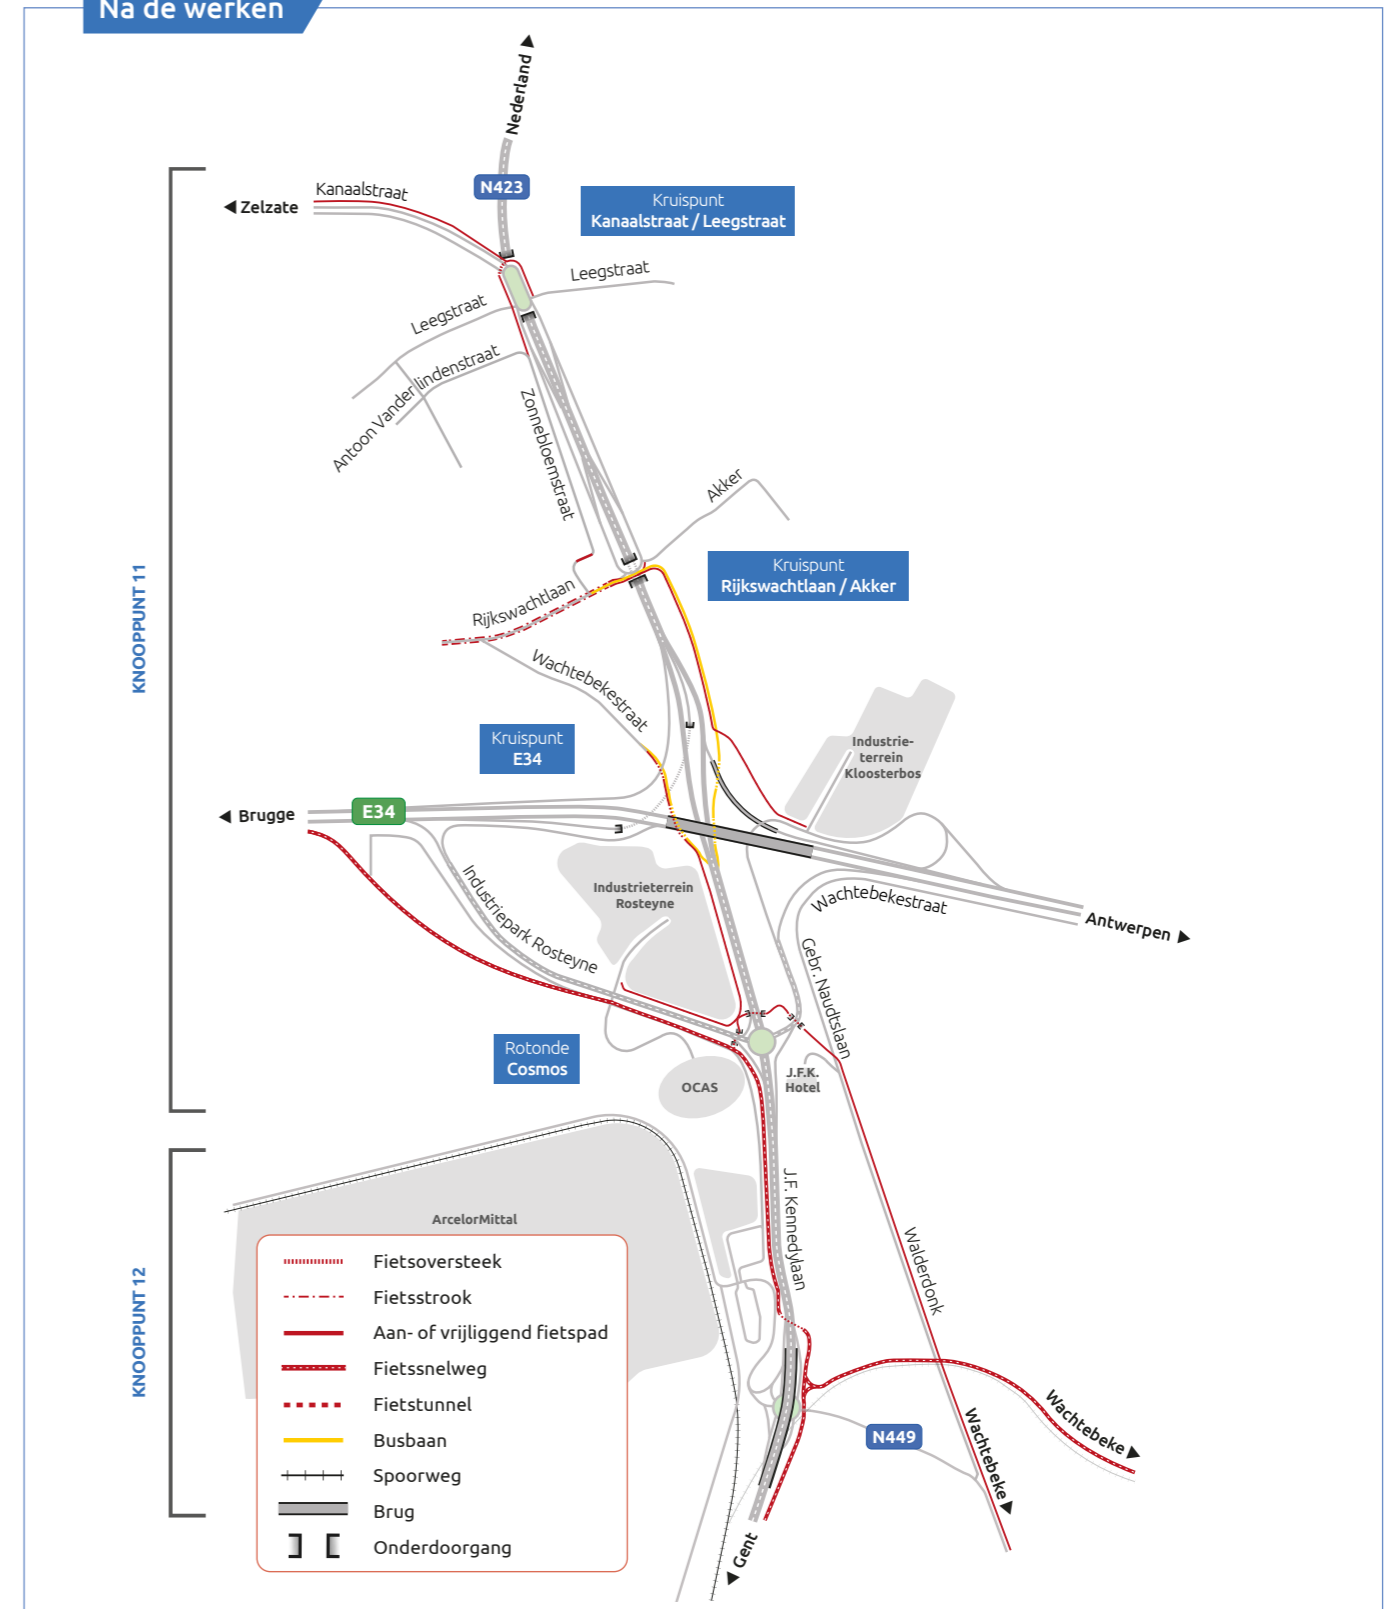 Na de werken
Nederland
N423
Kanaalstraat
Zelzate
Kruispunt
Kanaalstraat / Leegstraat
Leegstraat
Leegstraat
Antoon Vander lindenstraat
Zonnebloemstraat
Akker
KNOOPPUNT 11
Kruispunt
Rijkswachtlaan / Akker
Rijkswachtlaan
Wachtebekestraat
Kruispunt
E34
Industrie-
terrein
Kloosterbos
Brugge
E34
Industriepark Rosteyne
Industrieterrein
Rosteyne
Wachtebekestraat
Antwerpen
Gebr. Naudtslaan
Rotonde
Cosmos
OCAS
J.F.K.
Hotel
J.F. Kennedylaan
ArcelorMittal
Walderdonk
KNOOPPUNT 12
Fietsoversteek
Fietsstrook
Aan- of vrijliggend fietspad
Fietssnelweg
Fietstunnel
Busbaan
Spoorweg
Brug
Onderdoorgang
N449
Wachtebeke
Wachtebeke
Gent